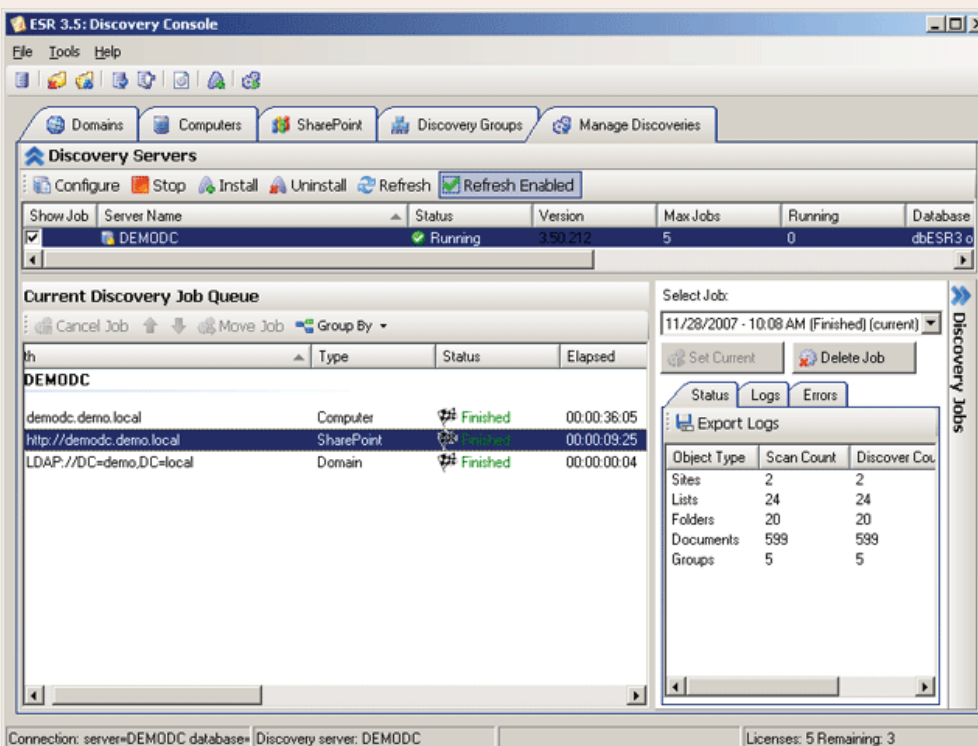 ESR 3.5: Discovery Console
File Tools Help
Domains Computers SharePoint Discovery Groups Manage Discoveries
Discovery Servers
Configure Stop Install Uninstall Refresh Refresh Enabled
Show Job Server Name Status Version Max Jobs Running Database
DEMODC Running 3.50.212 5 0 dbESR3 o
Current Discovery Job Queue
Cancel Job Move Job Group By
th Type Status Elapsed
DEMODC
demodc.demo.local Computer Finished 00:00:36:05
http://demodc.demo.local SharePoint Finished 00:00:09:25
LDAP://DC=demo,DC=local Domain Finished 00:00:00:04
Select Job:
11/28/2007 - 10:08 AM (Finished) (current)
Set Current Delete Job
Status Logs Errors
Export Logs
Object Type Scan Count Discover Cou
Sites 2 2
Lists 24 24
Folders 20 20
Documents 599 599
Groups 5 5
Discovery Jobs
Connection: server=DEMODC database= Discovery server: DEMODC Licenses: 5 Remaining: 3